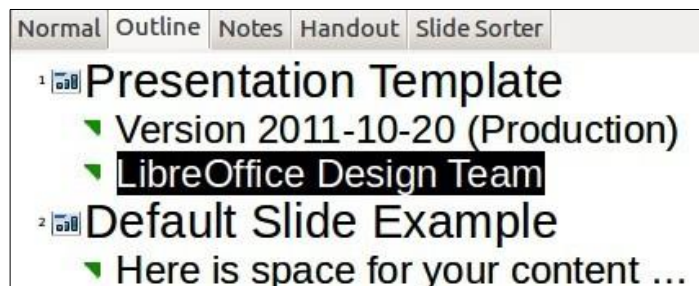 Normal Outline Notes Handout Slide Sorter
1 Presentation Template
Version 2011-10-20 (Production)
LibreOffice Design Team
2 Default Slide Example
Here is space for your content ...